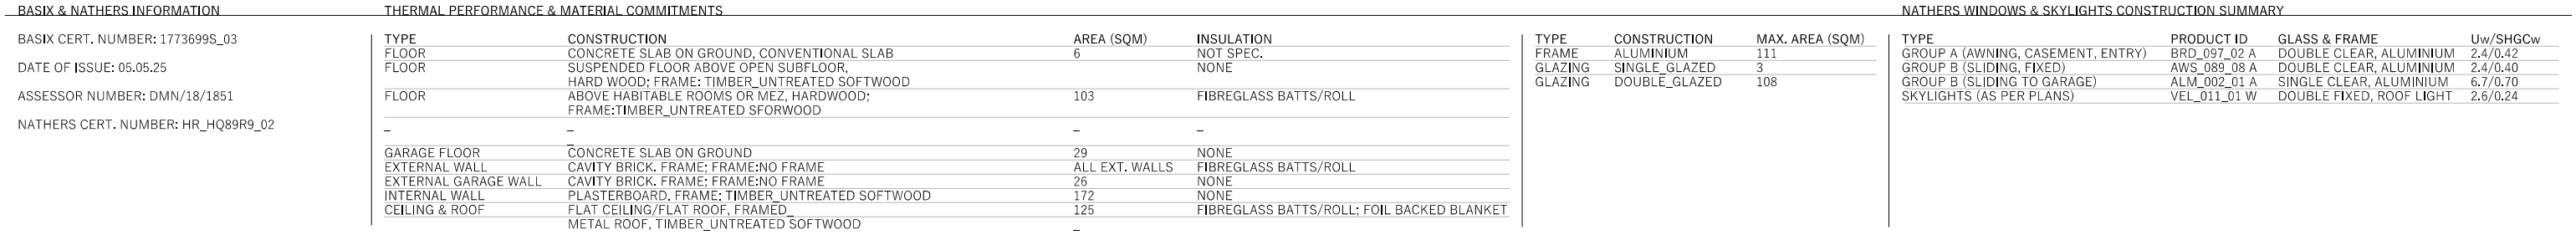 BASIX & NATHERS INFORMATION
BASIX CERT. NUMBER: 1773699S_03
DATE OF ISSUE: 05.05.25
ASSESSOR NUMBER: DMN/18/1851
NATHERS CERT. NUMBER: HR_HQ89R9_02
THERMAL PERFORMANCE & MATERIAL COMMITMENTS
TYPE CONSTRUCTION AREA (SQM) INSULATION
FLOOR CONCRETE SLAB ON GROUND, CONVENTIONAL SLAB 6 NOT SPEC.
FLOOR SUSPENDED FLOOR ABOVE OPEN SUBFLOOR, NONE
HARD WOOD; FRAME: TIMBER_UNTREATED SOFTWOOD
FLOOR ABOVE HABITABLE ROOMS OR MEZ, HARDWOOD; 103 FIBREGLASS BATTS/ROLL
FRAME:TIMBER_UNTREATED SFORWOOD
_ _ _ _
_
GARAGE FLOOR CONCRETE SLAB ON GROUND 29 NONE
EXTERNAL WALL CAVITY BRICK. FRAME; FRAME:NO FRAME ALL EXT. WALLS FIBREGLASS BATTS/ROLL
EXTERNAL GARAGE WALL CAVITY BRICK. FRAME; FRAME:NO FRAME 26 NONE
INTERNAL WALL PLASTERBOARD. FRAME: TIMBER_UNTREATED SOFTWOOD 172 NONE
CEILING & ROOF FLAT CEILING/FLAT ROOF, FRAMED_ 125 FIBREGLASS BATTS/ROLL; FOIL BACKED BLANKET
METAL ROOF, TIMBER_UNTREATED SOFTWOOD _
TYPE CONSTRUCTION MAX. AREA (SQM)
FRAME ALUMINIUM 111
GLAZING SINGLE_GLAZED 3
GLAZING DOUBLE_GLAZED 108
NATHERS WINDOWS & SKYLIGHTS CONSTRUCTION SUMMARY
TYPE PRODUCT ID GLASS & FRAME Uw/SHGCw
GROUP A (AWNING, CASEMENT, ENTRY) BRD_097_02 A DOUBLE CLEAR, ALUMINIUM 2.4/0.42
GROUP B (SLIDING, FIXED) AWS_089_08 A DOUBLE CLEAR, ALUMINIUM 2.4/0.40
GROUP B (SLIDING TO GARAGE) ALM_002_01 A SINGLE CLEAR, ALUMINIUM 6.7/0.70
SKYLIGHTS (AS PER PLANS) VEL_011_01 W DOUBLE FIXED, ROOF LIGHT 2.6/0.24